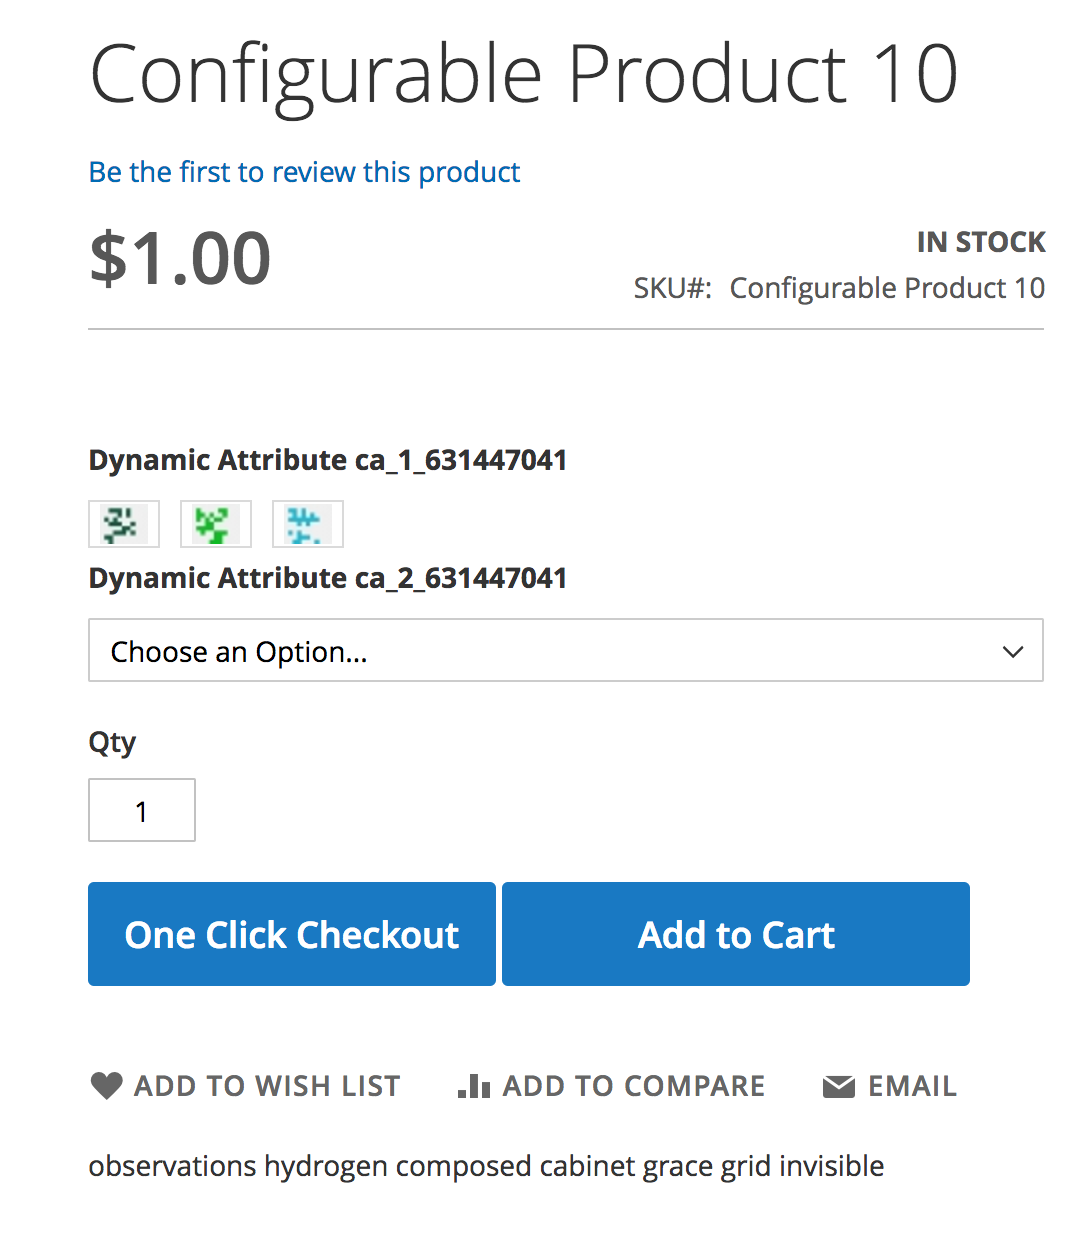 Configurable Product 10
Be the first to review this product
$1.00
IN STOCK
SKU#: Configurable Product 10
Dynamic Attribute ca_1_631447041
Dynamic Attribute ca_2_631447041
Choose an Option...
Qty
1
One Click Checkout
Add to Cart
ADD TO WISH LIST
ADD TO COMPARE
EMAIL
observations hydrogen composed cabinet grace grid invisible